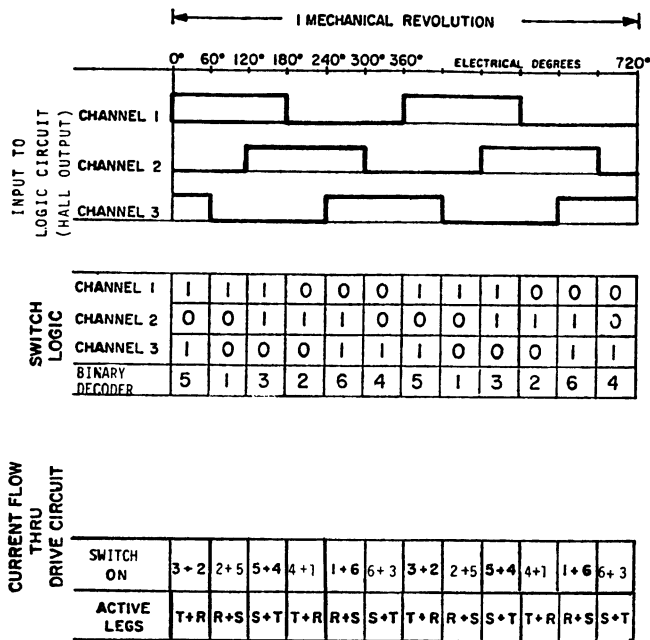 1 MECHANICAL REVOLUTION
0° 60° 120° 180° 240° 360° ELECTRICAL DEGREES 720°
INPUT TO
LOGIC CIRCUIT
(HALL OUTPUT)
CHANNEL 1
CHANNEL 2
CHANNEL 3
SWITCH
LOGIC
CHANNEL 1 1 1 1 0 0 0 1 1 1 0 0 0
CHANNEL 2 0 0 1 1 1 0 0 0 1 1 1 0
CHANNEL 3 1 0 0 0 1 1 1 0 0 0 1 1
BINARY
DECODER 5 1 3 2 6 4 5 1 3 2 6 4
CURRENT FLOW
THRU
DRIVE CIRCUIT
SWITCH
ON 3+2 2+5 5+4 4+1 1+6 6+3 3+2 2+5 5+4 4+1 1+6 6+3
ACTIVE
LEGS T+R R+S S+T T+R R+S S+T T+R R+S S+T T+R R+S S+T